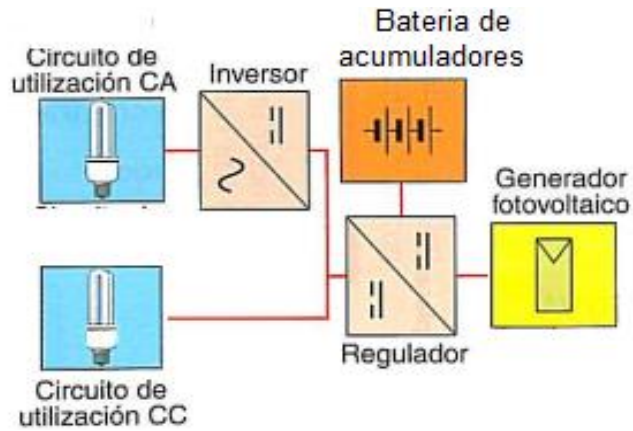 Bateria de
acumuladores
Circuito de
utilización CA
Inversor
Generador
fotovoltaico
Regulador
Circuito de
utilización CC